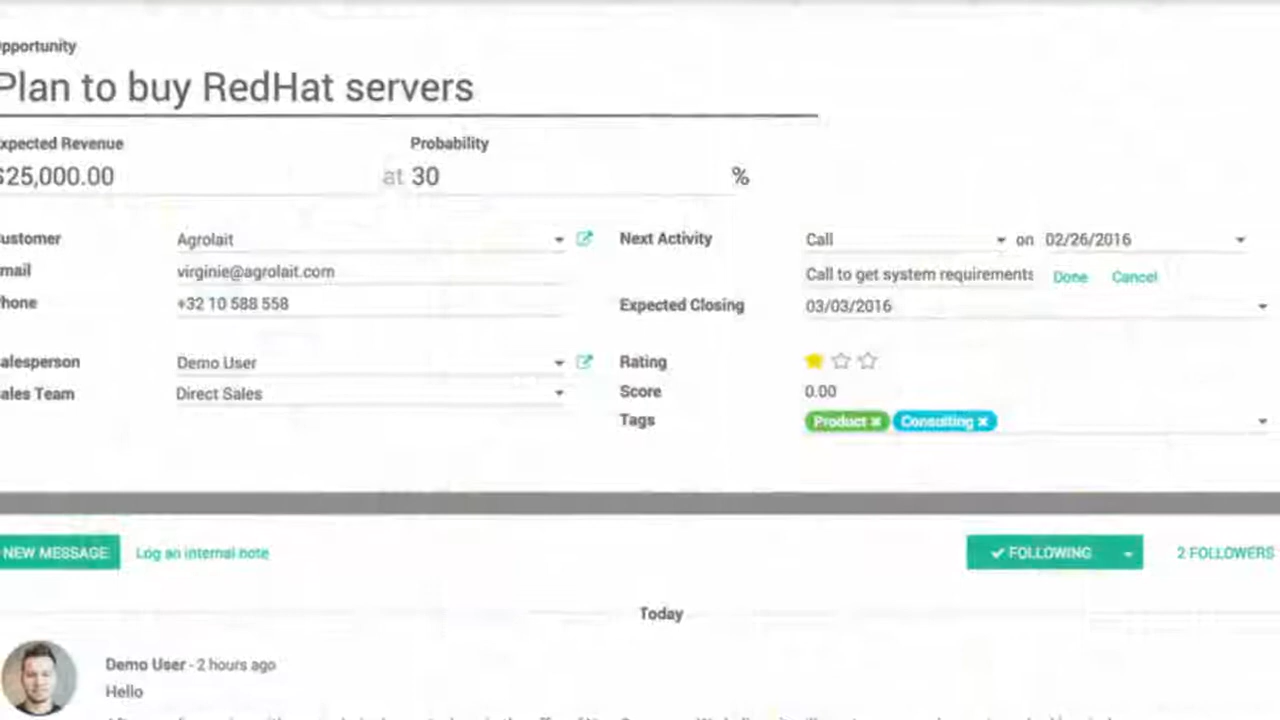 pportunity
Plan to buy RedHat servers
xpected Revenue Probability
$25,000.00 at 30 %
ustomer Agrolait Next Activity Call on 02/26/2016
mail virginie@agrolait.com Call to get system requirements Done Cancel
hone +32 10 588 558 Expected Closing 03/03/2016
alesperson Demo User Rating
ales Team Direct Sales Score 0.00
Tags Product × Consulting ×
NEW MESSAGE Log an internal note FOLLOWING 2 FOLLOWERS
Today
Demo User - 2 hours ago
Hello